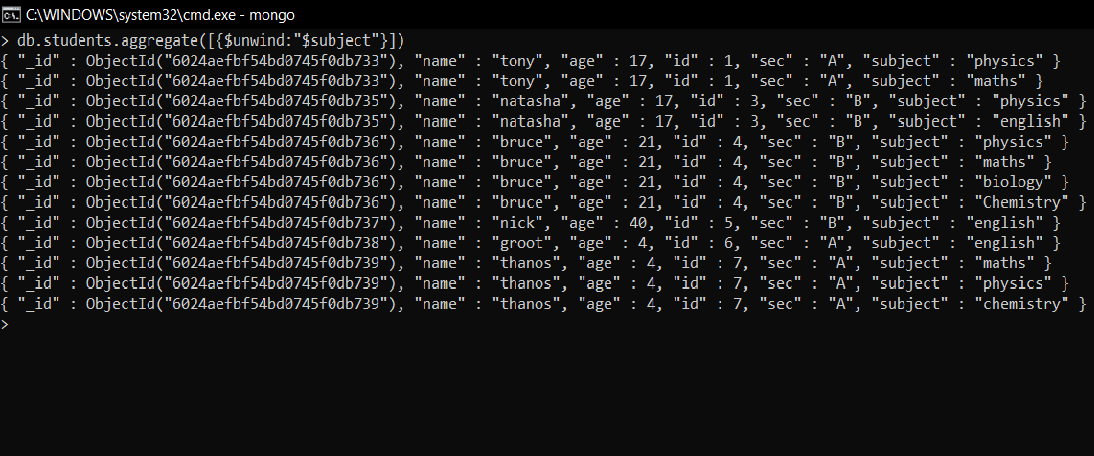 C:\WINDOWS\system32\cmd.exe - mongo
> db.students.aggregate([{$unwind:"$subject"}])
{ "_id" : ObjectId("6024aefbf54bd0745f0db733"), "name" : "tony", "age" : 17, "id" : 1, "sec" : "A", "subject" : "physics" }
{ "_id" : ObjectId("6024aefbf54bd0745f0db733"), "name" : "tony", "age" : 17, "id" : 1, "sec" : "A", "subject" : "maths" }
{ "_id" : ObjectId("6024aefbf54bd0745f0db735"), "name" : "natasha", "age" : 17, "id" : 3, "sec" : "B", "subject" : "physics" }
{ "_id" : ObjectId("6024aefbf54bd0745f0db735"), "name" : "natasha", "age" : 17, "id" : 3, "sec" : "B", "subject" : "english" }
{ "_id" : ObjectId("6024aefbf54bd0745f0db736"), "name" : "bruce", "age" : 21, "id" : 4, "sec" : "B", "subject" : "physics" }
{ "_id" : ObjectId("6024aefbf54bd0745f0db736"), "name" : "bruce", "age" : 21, "id" : 4, "sec" : "B", "subject" : "maths" }
{ "_id" : ObjectId("6024aefbf54bd0745f0db736"), "name" : "bruce", "age" : 21, "id" : 4, "sec" : "B", "subject" : "biology" }
{ "_id" : ObjectId("6024aefbf54bd0745f0db736"), "name" : "bruce", "age" : 21, "id" : 4, "sec" : "B", "subject" : "Chemistry" }
{ "_id" : ObjectId("6024aefbf54bd0745f0db737"), "name" : "nick", "age" : 40, "id" : 5, "sec" : "B", "subject" : "english" }
{ "_id" : ObjectId("6024aefbf54bd0745f0db738"), "name" : "groot", "age" : 4, "id" : 6, "sec" : "A", "subject" : "english" }
{ "_id" : ObjectId("6024aefbf54bd0745f0db739"), "name" : "thanos", "age" : 4, "id" : 7, "sec" : "A", "subject" : "maths" }
{ "_id" : ObjectId("6024aefbf54bd0745f0db739"), "name" : "thanos", "age" : 4, "id" : 7, "sec" : "A", "subject" : "physics" }
{ "_id" : ObjectId("6024aefbf54bd0745f0db739"), "name" : "thanos", "age" : 4, "id" : 7, "sec" : "A", "subject" : "chemistry" }
>